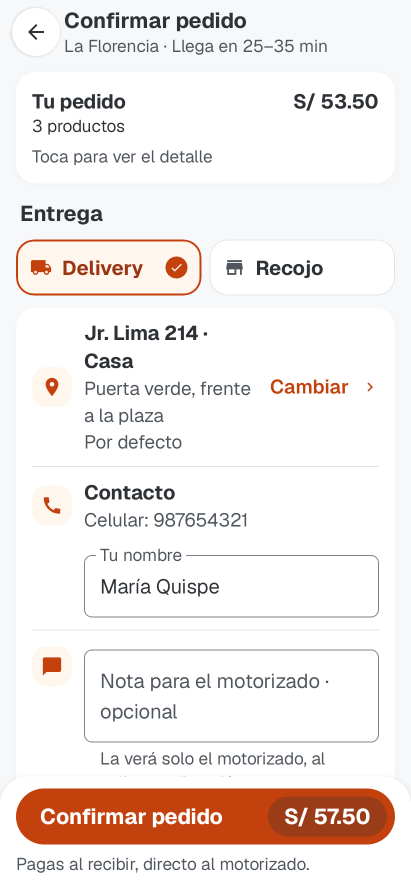 Confirmar pedido
La Florencia · Llega en 25–35 min
Tu pedido
S/ 53.50
3 productos
Toca para ver el detalle
Entrega
Delivery
Recojo
Jr. Lima 214 ·
Casa
Puerta verde, frente
a la plaza
Por defecto
Cambiar
Contacto
Celular: 987654321
Tu nombre
María Quispe
Nota para el motorizado ·
opcional
La verá solo el motorizado, al
Confirmar pedido
S/ 57.50
Pagas al recibir, directo al motorizado.